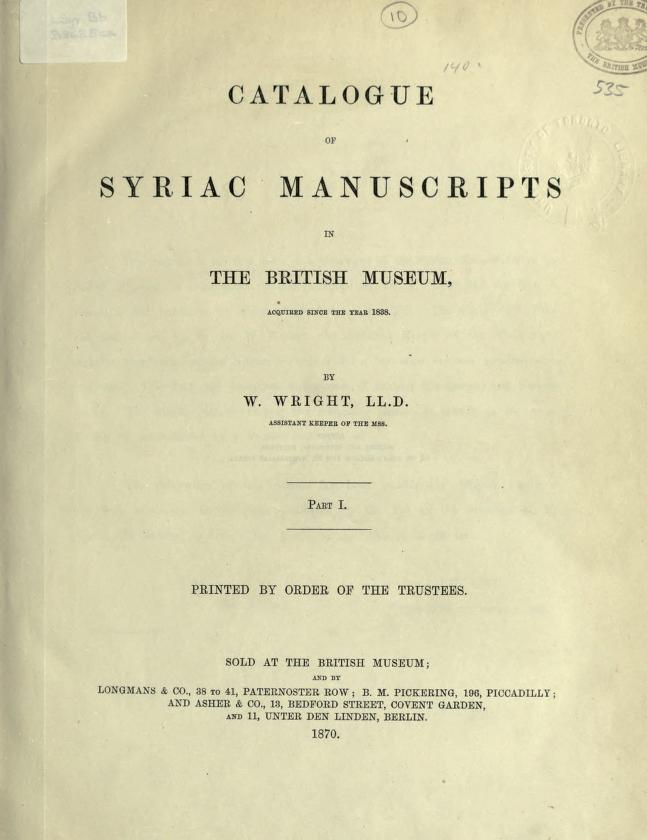 10
140
535
CATALOGUE
OF
SYRIAC MANUSCRIPTS
IN
THE BRITISH MUSEUM,
ACQUIRED SINCE THE YEAR 1838.
BY
W. WRIGHT, LL.D.
ASSISTANT KEEPER OF THE MSS.
PART I.
PRINTED BY ORDER OF THE TRUSTEES.
SOLD AT THE BRITISH MUSEUM;
AND BY
LONGMANS & CO., 38 TO 41, PATERNOSTER ROW; B. M. PICKERING, 196, PICCADILLY;
AND ASHER & CO., 13, BEDFORD STREET, COVENT GARDEN,
AND 11, UNTER DEN LINDEN, BERLIN.
1870.